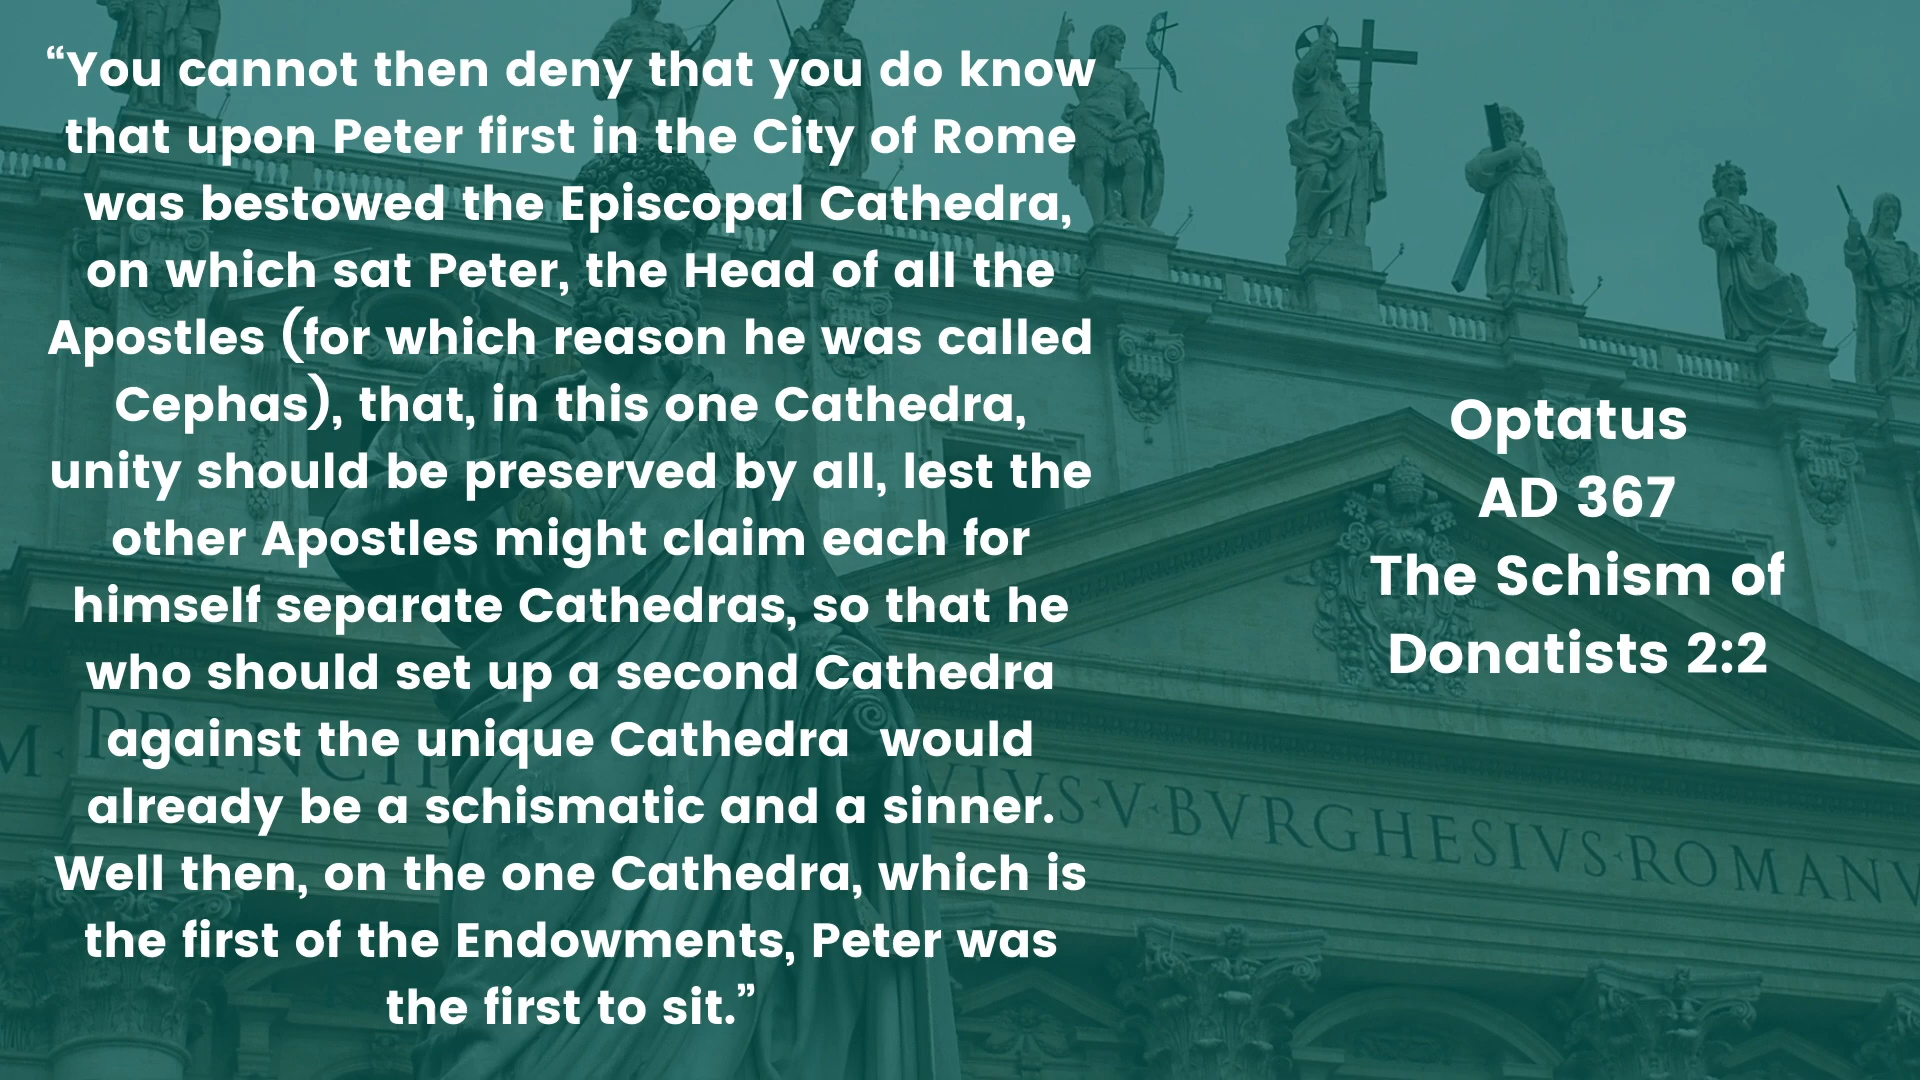 “You cannot then deny that you do know
that upon Peter first in the City of Rome
was bestowed the Episcopal Cathedra,
on which sat Peter, the Head of all the
Apostles (for which reason he was called
Cephas), that, in this one Cathedra,
unity should be preserved by all, lest the
other Apostles might claim each for
himself separate Cathedras, so that he
who should set up a second Cathedra
against the unique Cathedra would
already be a schismatic and a sinner.
Well then, on the one Cathedra, which is
the first of the Endowments, Peter was
the first to sit.”
Optatus
AD 367
The Schism of
Donatists 2:2
M · PRINCIP
VS · V · BVRGHESIVS · ROMANV